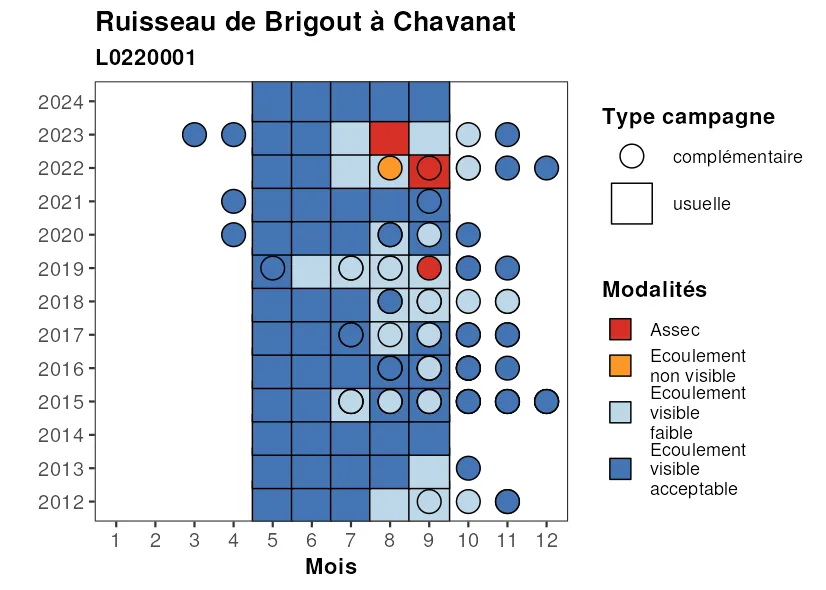 Ruisseau de Brigout à Chavanat
L0220001
2024
2023
2022
2021
2020
2019
2018
2017
2016
2015
2014
2013
2012
1 2 3 4 5 6 7 8 9 10 11 12
Mois
Type campagne
complémentaire
usuelle
Modalités
Assec
Ecoulement
non visible
Ecoulement
visible
faible
Ecoulement
visible
acceptable